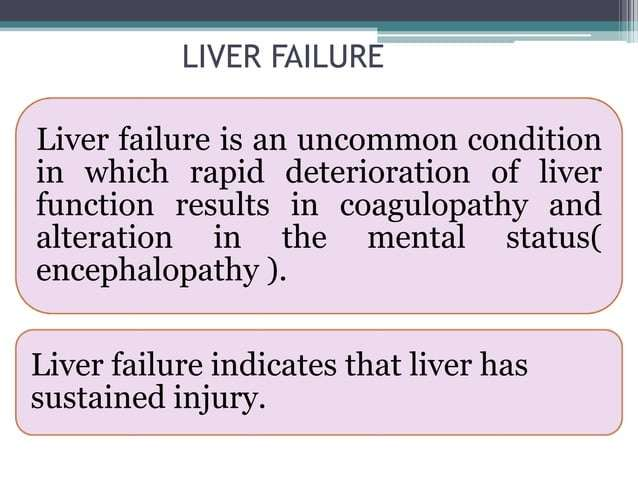 LIVER FAILURE
Liver failure is an uncommon condition
in which rapid deterioration of liver
function results in coagulopathy and
alteration in the mental status(
encephalopathy ).
Liver failure indicates that liver has
sustained injury.